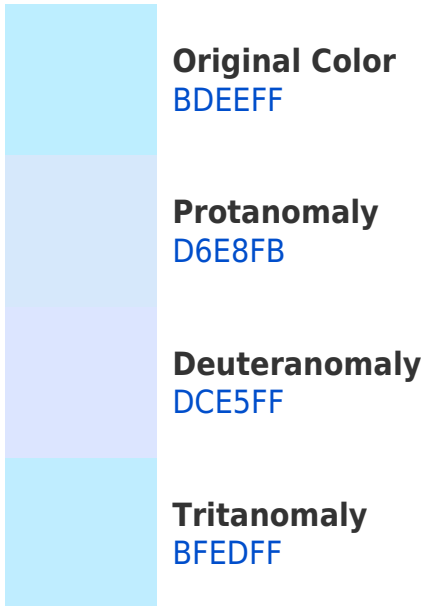 Original Color
BDEEFF
Protanomaly
D6E8FB
Deuteranomaly
DCE5FF
Tritanomaly
BFEDFF